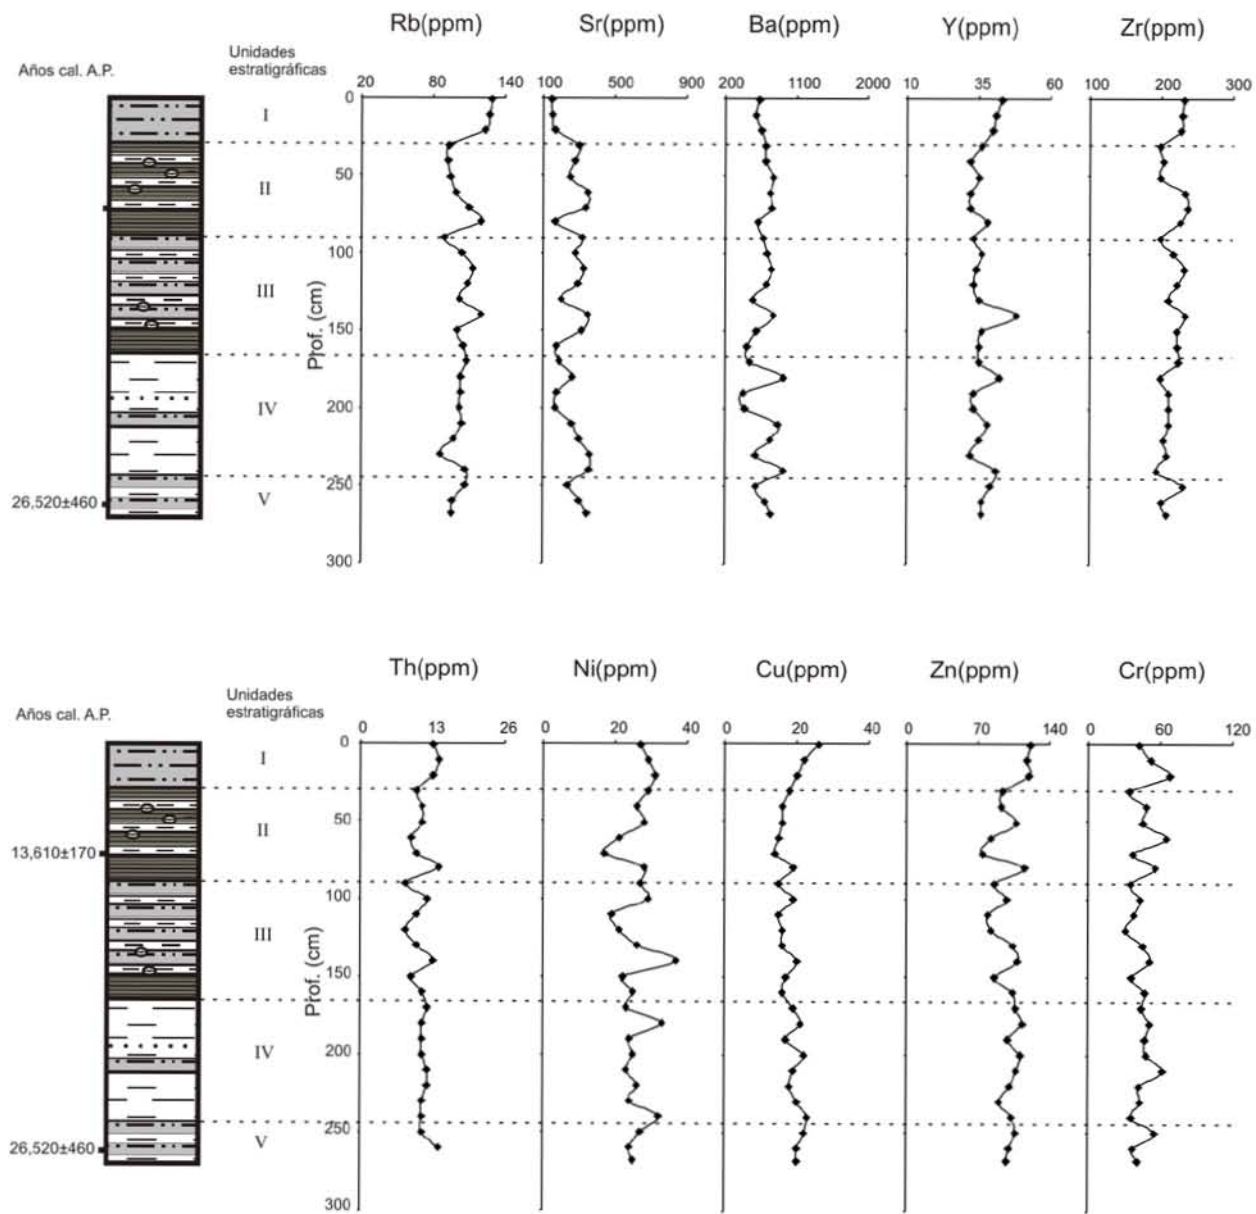 Rb(ppm) Sr(ppm) Ba(ppm) Y(ppm) Zr(ppm)
Años cal. A.P.
Unidades
estratigráficas
20 80 140 100 500 900 200 1100 2000 10 35 60 100 200 300
0
I
50
II
100
III
150
Prof. (cm)
IV
200
250
V
26,520±460
300
Th(ppm) Ni(ppm) Cu(ppm) Zn(ppm) Cr(ppm)
Años cal. A.P.
Unidades
estratigráficas
0 13 26 0 20 40 0 20 40 0 70 140 0 60 120
0
I
50
II
13,610±170
100
III
150
Prof. (cm)
IV
200
250
V
26,520±460
300